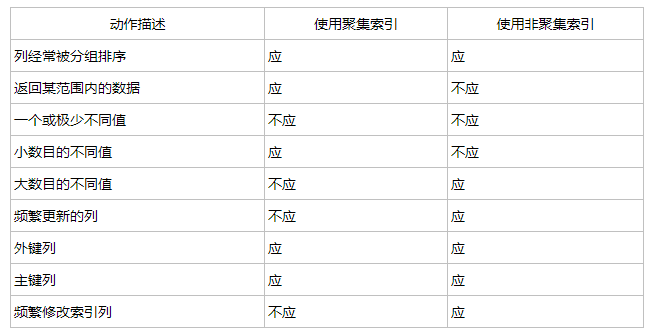 动作描述 使用聚集索引 使用非聚集索引
列经常被分组排序 应 应
返回某范围内的数据 应 不应
一个或极少不同值 不应 不应
小数目的不同值 应 不应
大数目的不同值 不应 应
频繁更新的列 不应 应
外键列 应 应
主键列 应 应
频繁修改索引列 不应 应